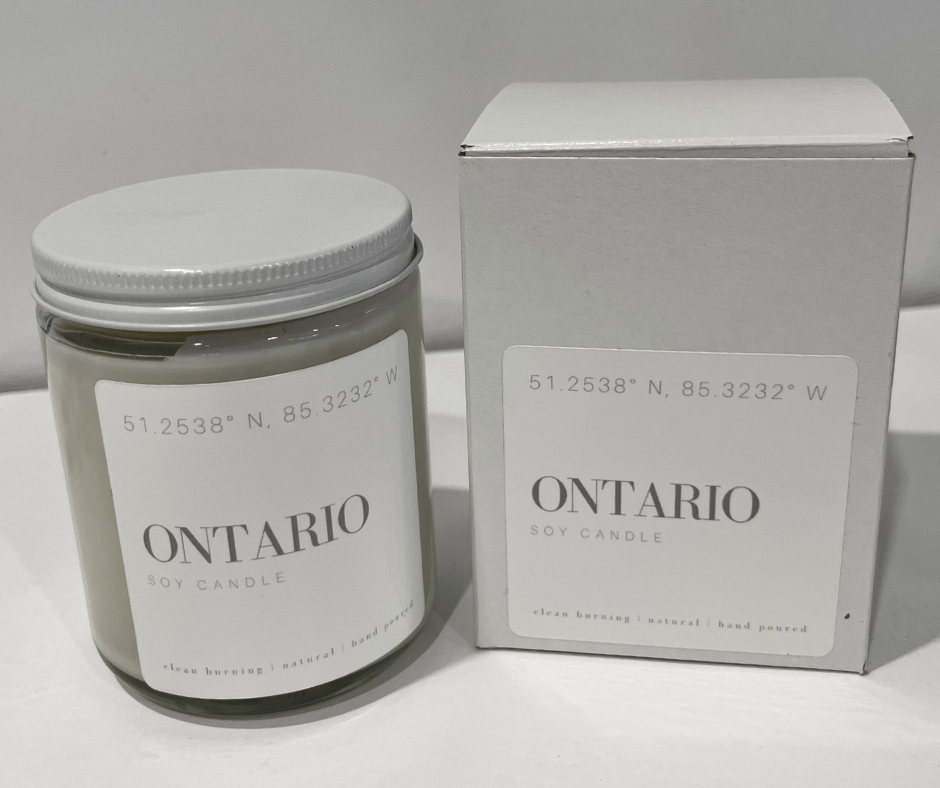 51.2538° N, 85.3232° W
ONTARIO
SOY CANDLE
clean burning | natural | hand poured
51.2538° N, 85.3232° W
ONTARIO
SOY CANDLE
clean burning | natural | hand poured